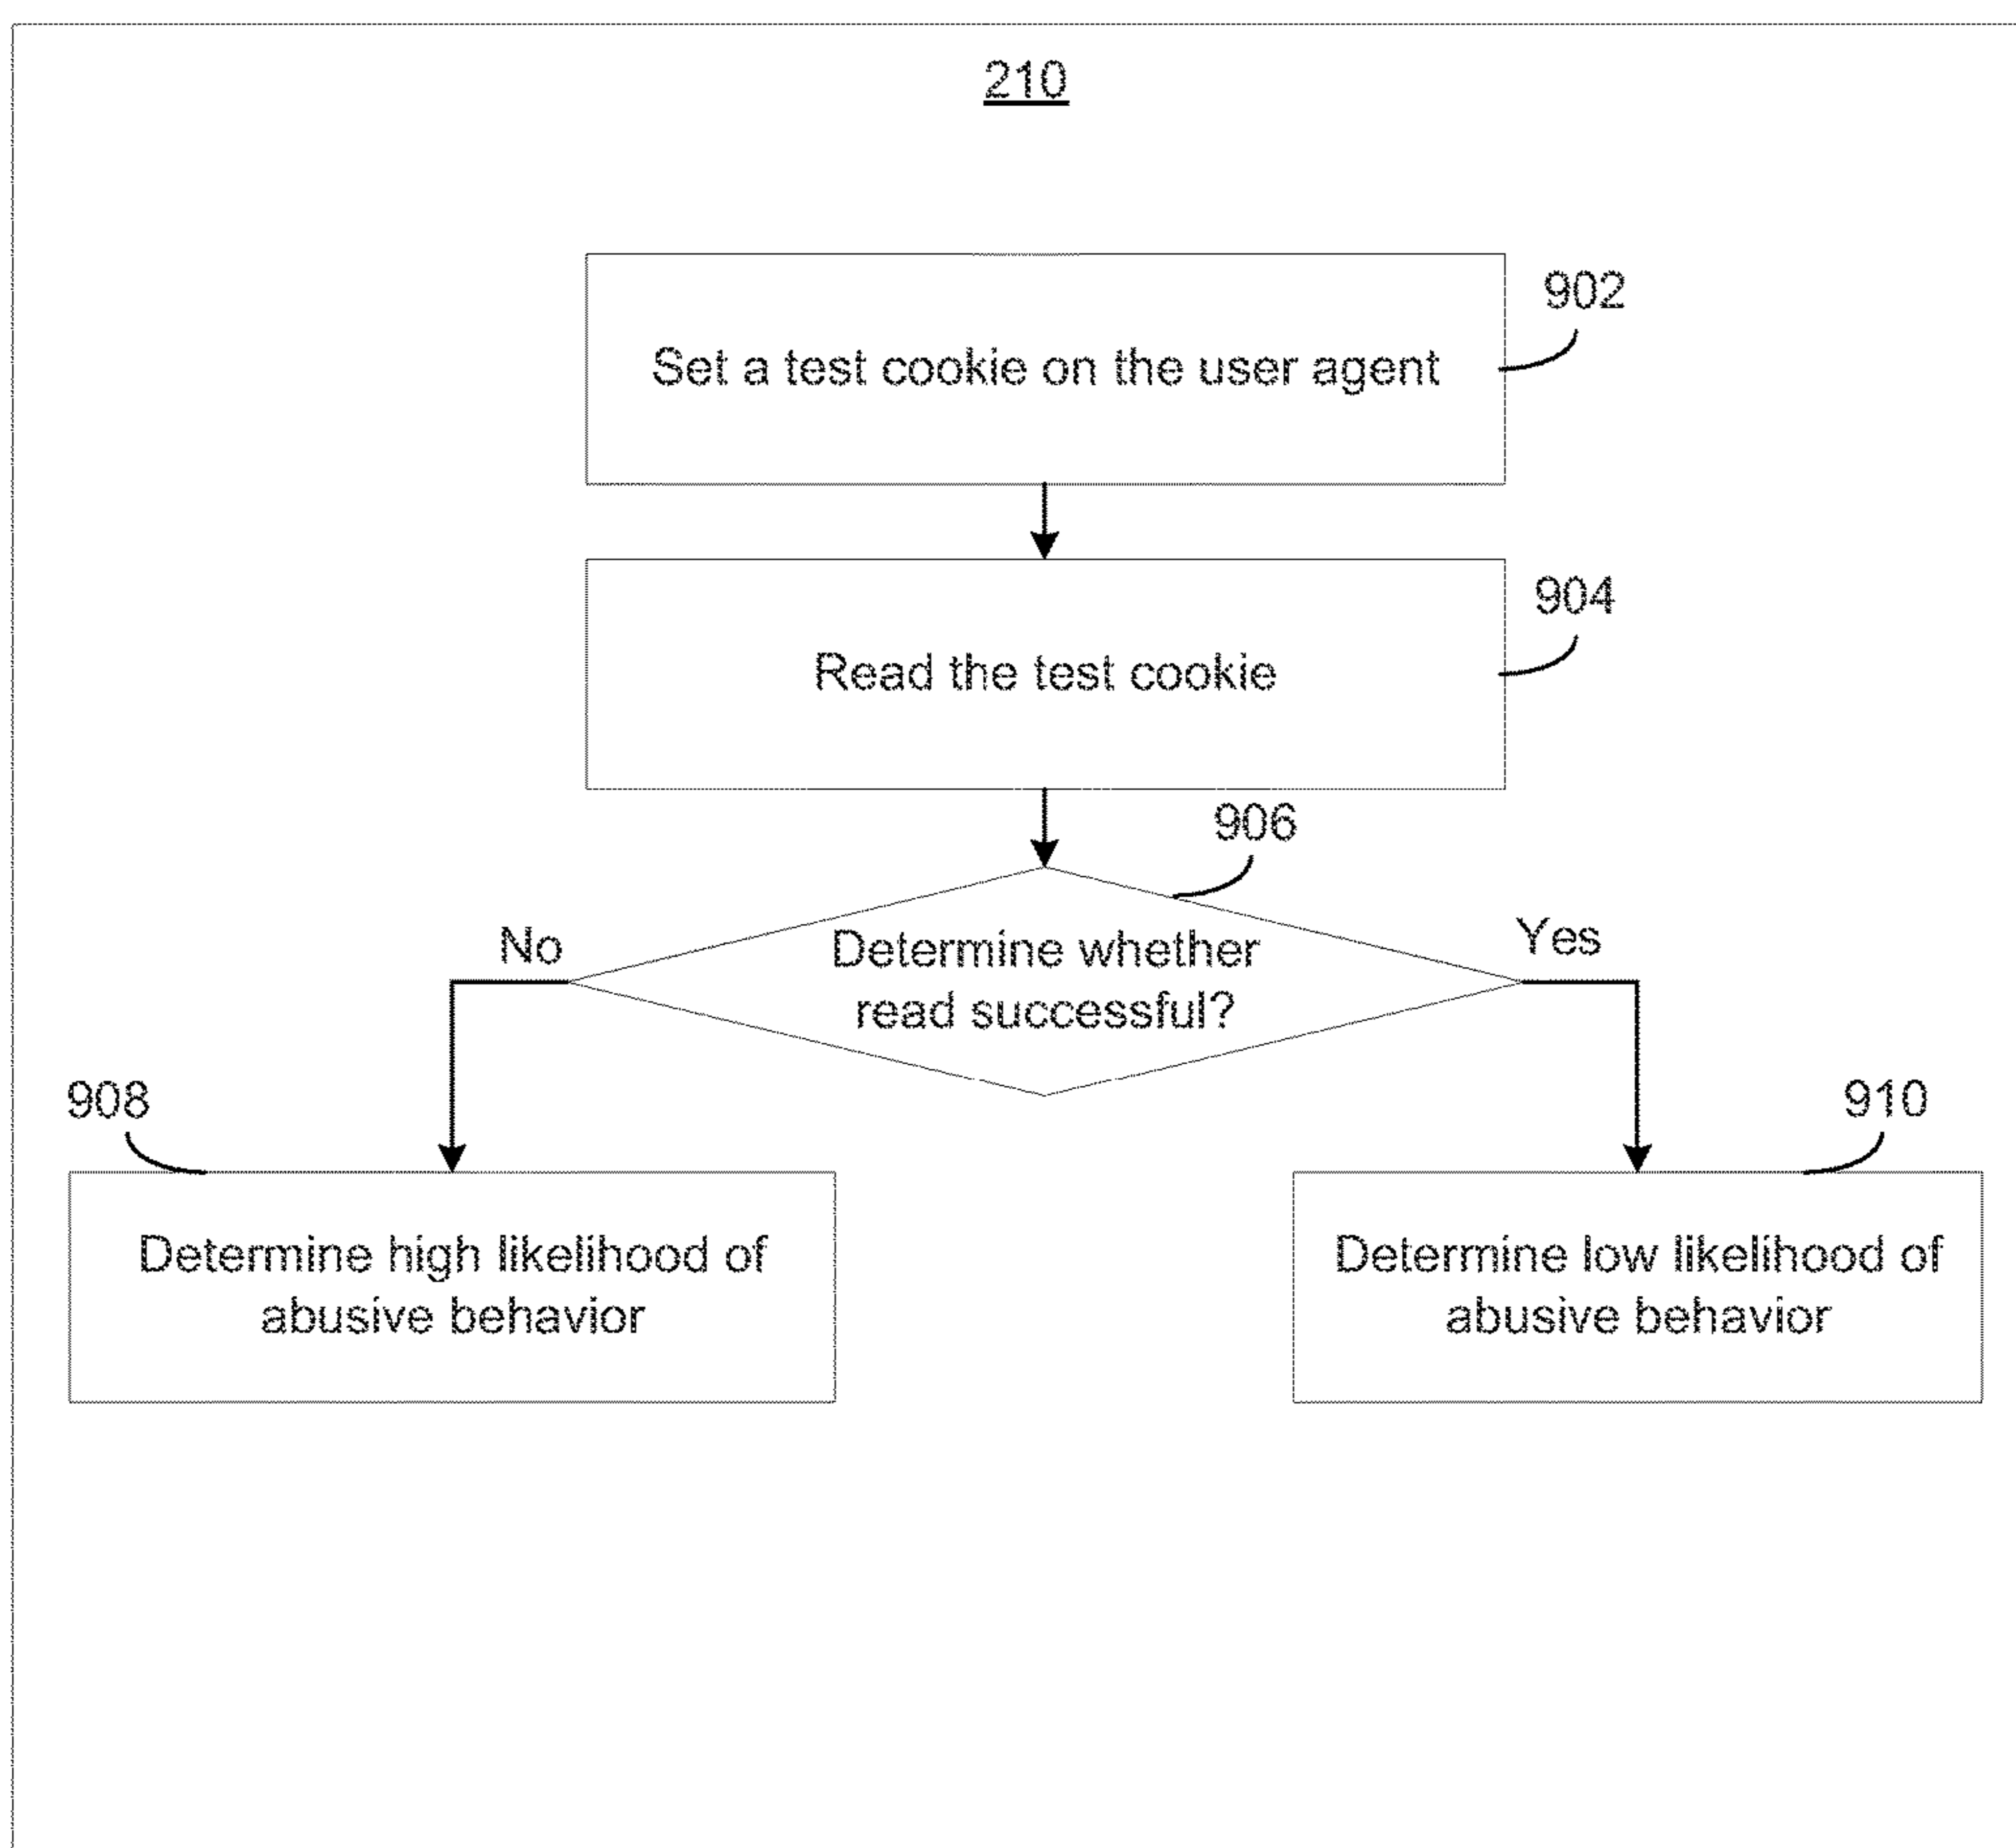 210
902
Set a test cookie on the user agent
904
Read the test cookie
906
No
Yes
Determine whether
read successful?
908
910
Determine high likelihood of
abusive behavior
Determine low likelihood of
abusive behavior